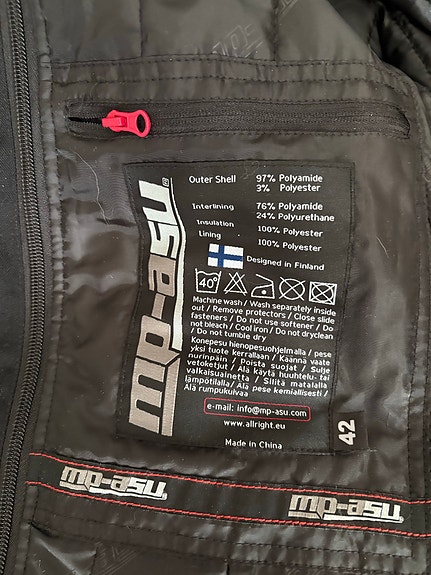 mp-asu®
Outer Shell 97% Polyamide
3% Polyester
Interlining 76% Polyamide
24% Polyurethane
Insulation 100% Polyester
Lining 100% Polyester
Designed in Finland
40°
Machine wash / Wash separately inside
out / Remove protectors / Close slide
fasteners / Do not use softener / Do
not bleach / Cool iron / Do not dryclean
/ Do not tumble dry
Konepesu hienopesuohjelmalla / pese
yksi tuote kerrallaan / Käännä vaate
nurinpäin / Poista suojat / Sulje
vetoketjut / Älä käytä huuhtelu- tai
valkaisuainetta / Silitä matalalla
lämpötilalla / Älä pese kemiallisesti /
Älä rumpukuivaa
e-mail: info@mp-asu.com
www.allright.eu
Made in China
42
mp-asu® mp-asu®